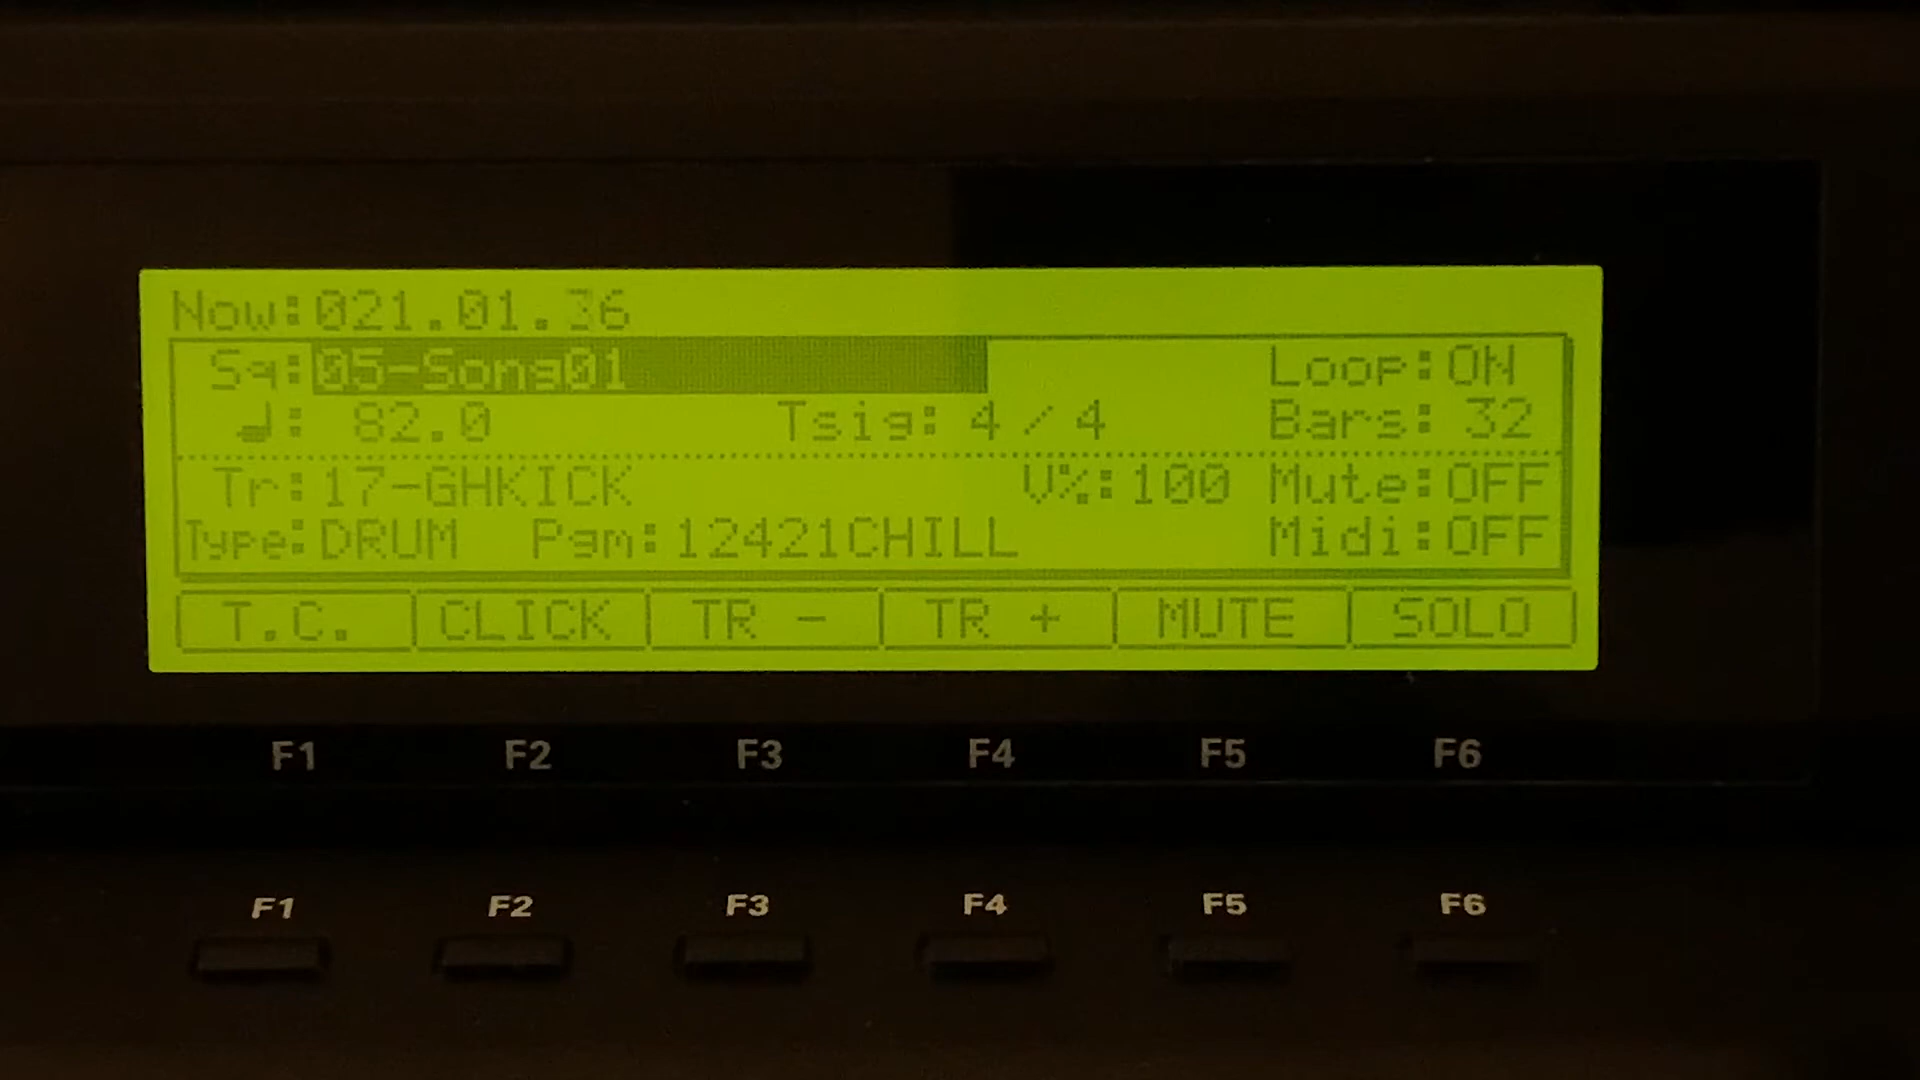 Now:021.01.36
Sq:05-Song01 Loop:ON
♩: 82.0 Tsig: 4/4 Bars: 32
Tr:17-GHKICK V%:100 Mute:OFF
Type:DRUM Pgm:12421CHILL Midi:OFF
T.C. CLICK TR - TR + MUTE SOLO
F1 F2 F3 F4 F5 F6
F1 F2 F3 F4 F5 F6